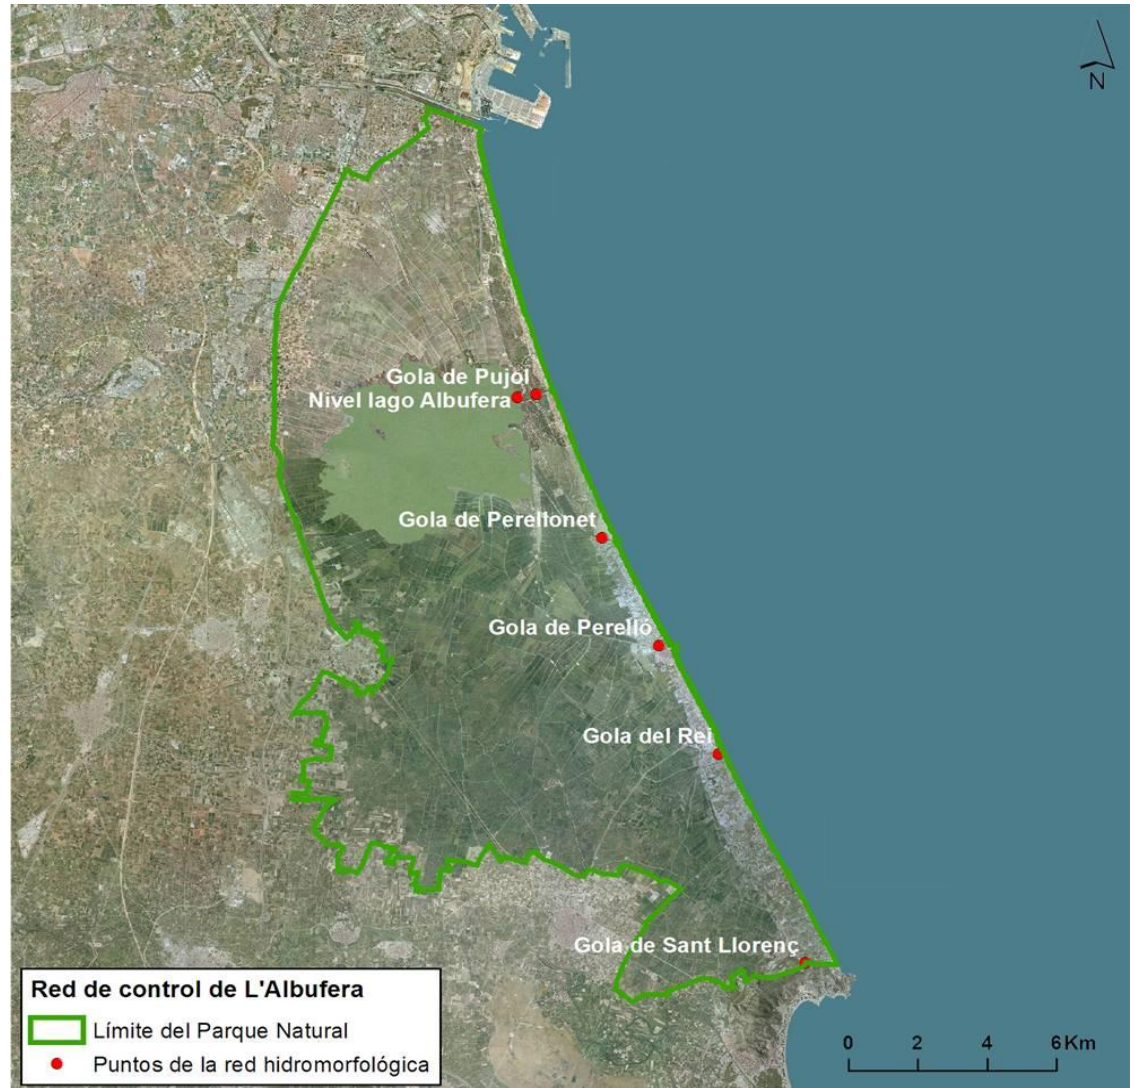 N
Gola de Pujol
Nivel lago Albufera
Gola de Perellonet
Gola de Perelló
Gola del Rei
Gola de Sant Llorenç
Red de control de L'Albufera
Límite del Parque Natural
Puntos de la red hidromorfológica
0 2 4 6 Km